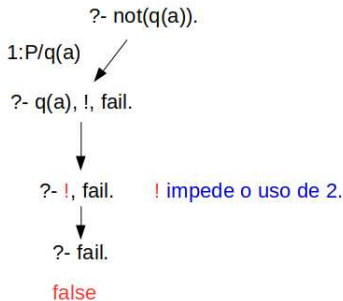 ?- not(q(a)).
1:P/q(a)
?- q(a), !, fail.
?- !, fail. ! impede o uso de 2.
?- fail.
false